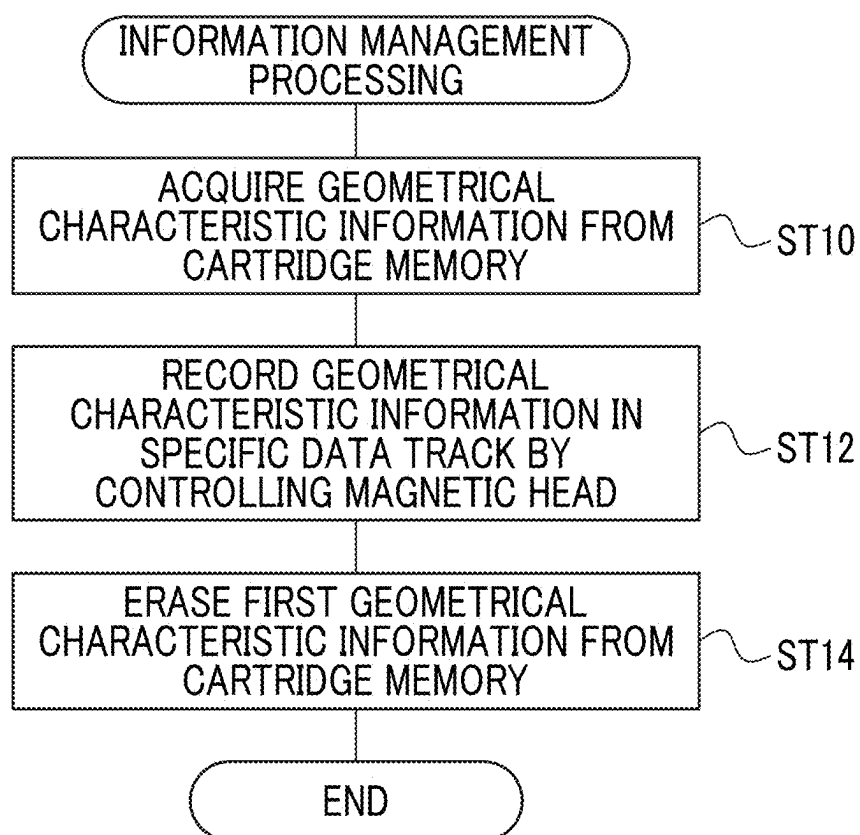 INFORMATION MANAGEMENT
PROCESSING
ACQUIRE GEOMETRICAL
CHARACTERISTIC INFORMATION FROM
CARTRIDGE MEMORY
ST10
RECORD GEOMETRICAL
CHARACTERISTIC INFORMATION IN
SPECIFIC DATA TRACK BY
CONTROLLING MAGNETIC HEAD
ST12
ERASE FIRST GEOMETRICAL
CHARACTERISTIC INFORMATION FROM
CARTRIDGE MEMORY
ST14
END